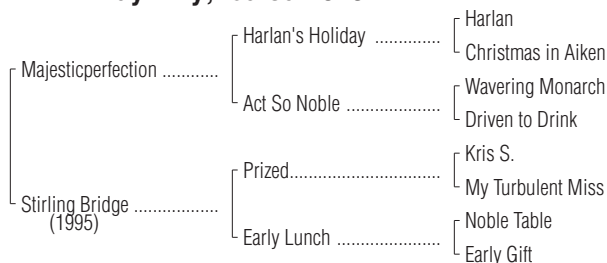 Harlan
Harlan's Holiday ..............
Christmas in Aiken
Majesticperfection ............
Wavering Monarch
Act So Noble ....................
Driven to Drink
Kris S.
Prized................................
My Turbulent Miss
Stirling Bridge ..................
(1995)
Noble Table
Early Lunch ......................
Early Gift